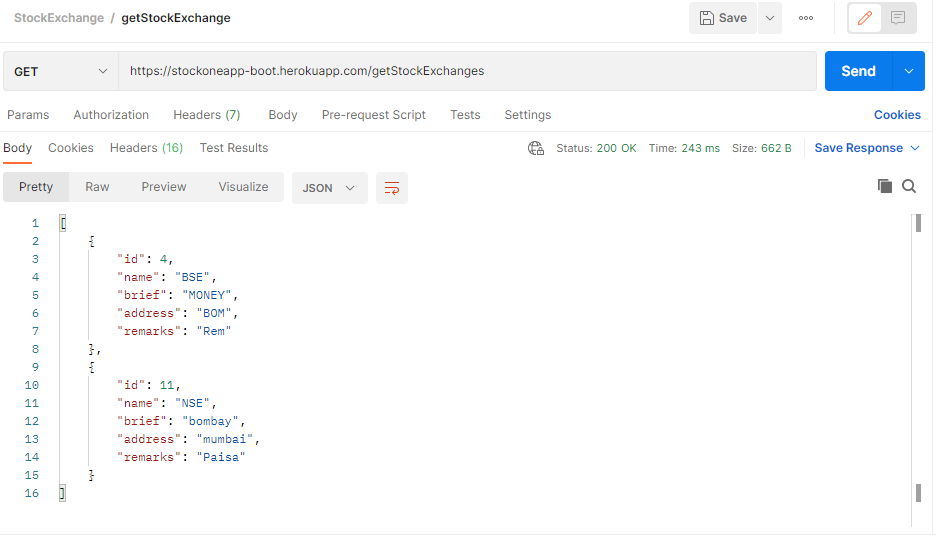 StockExchange / getStockExchange
Save
GET https://stockoneapp-boot.herokuapp.com/getStockExchanges Send
Params Authorization Headers (7) Body Pre-request Script Tests Settings Cookies
Body Cookies Headers (16) Test Results Status: 200 OK Time: 243 ms Size: 662 B Save Response
Pretty Raw Preview Visualize JSON
1 [
2 {
3 "id": 4,
4 "name": "BSE",
5 "brief": "MONEY",
6 "address": "BOM",
7 "remarks": "Rem"
8 },
9 {
10 "id": 11,
11 "name": "NSE",
12 "brief": "bombay",
13 "address": "mumbai",
14 "remarks": "Paisa"
15 }
16 ]